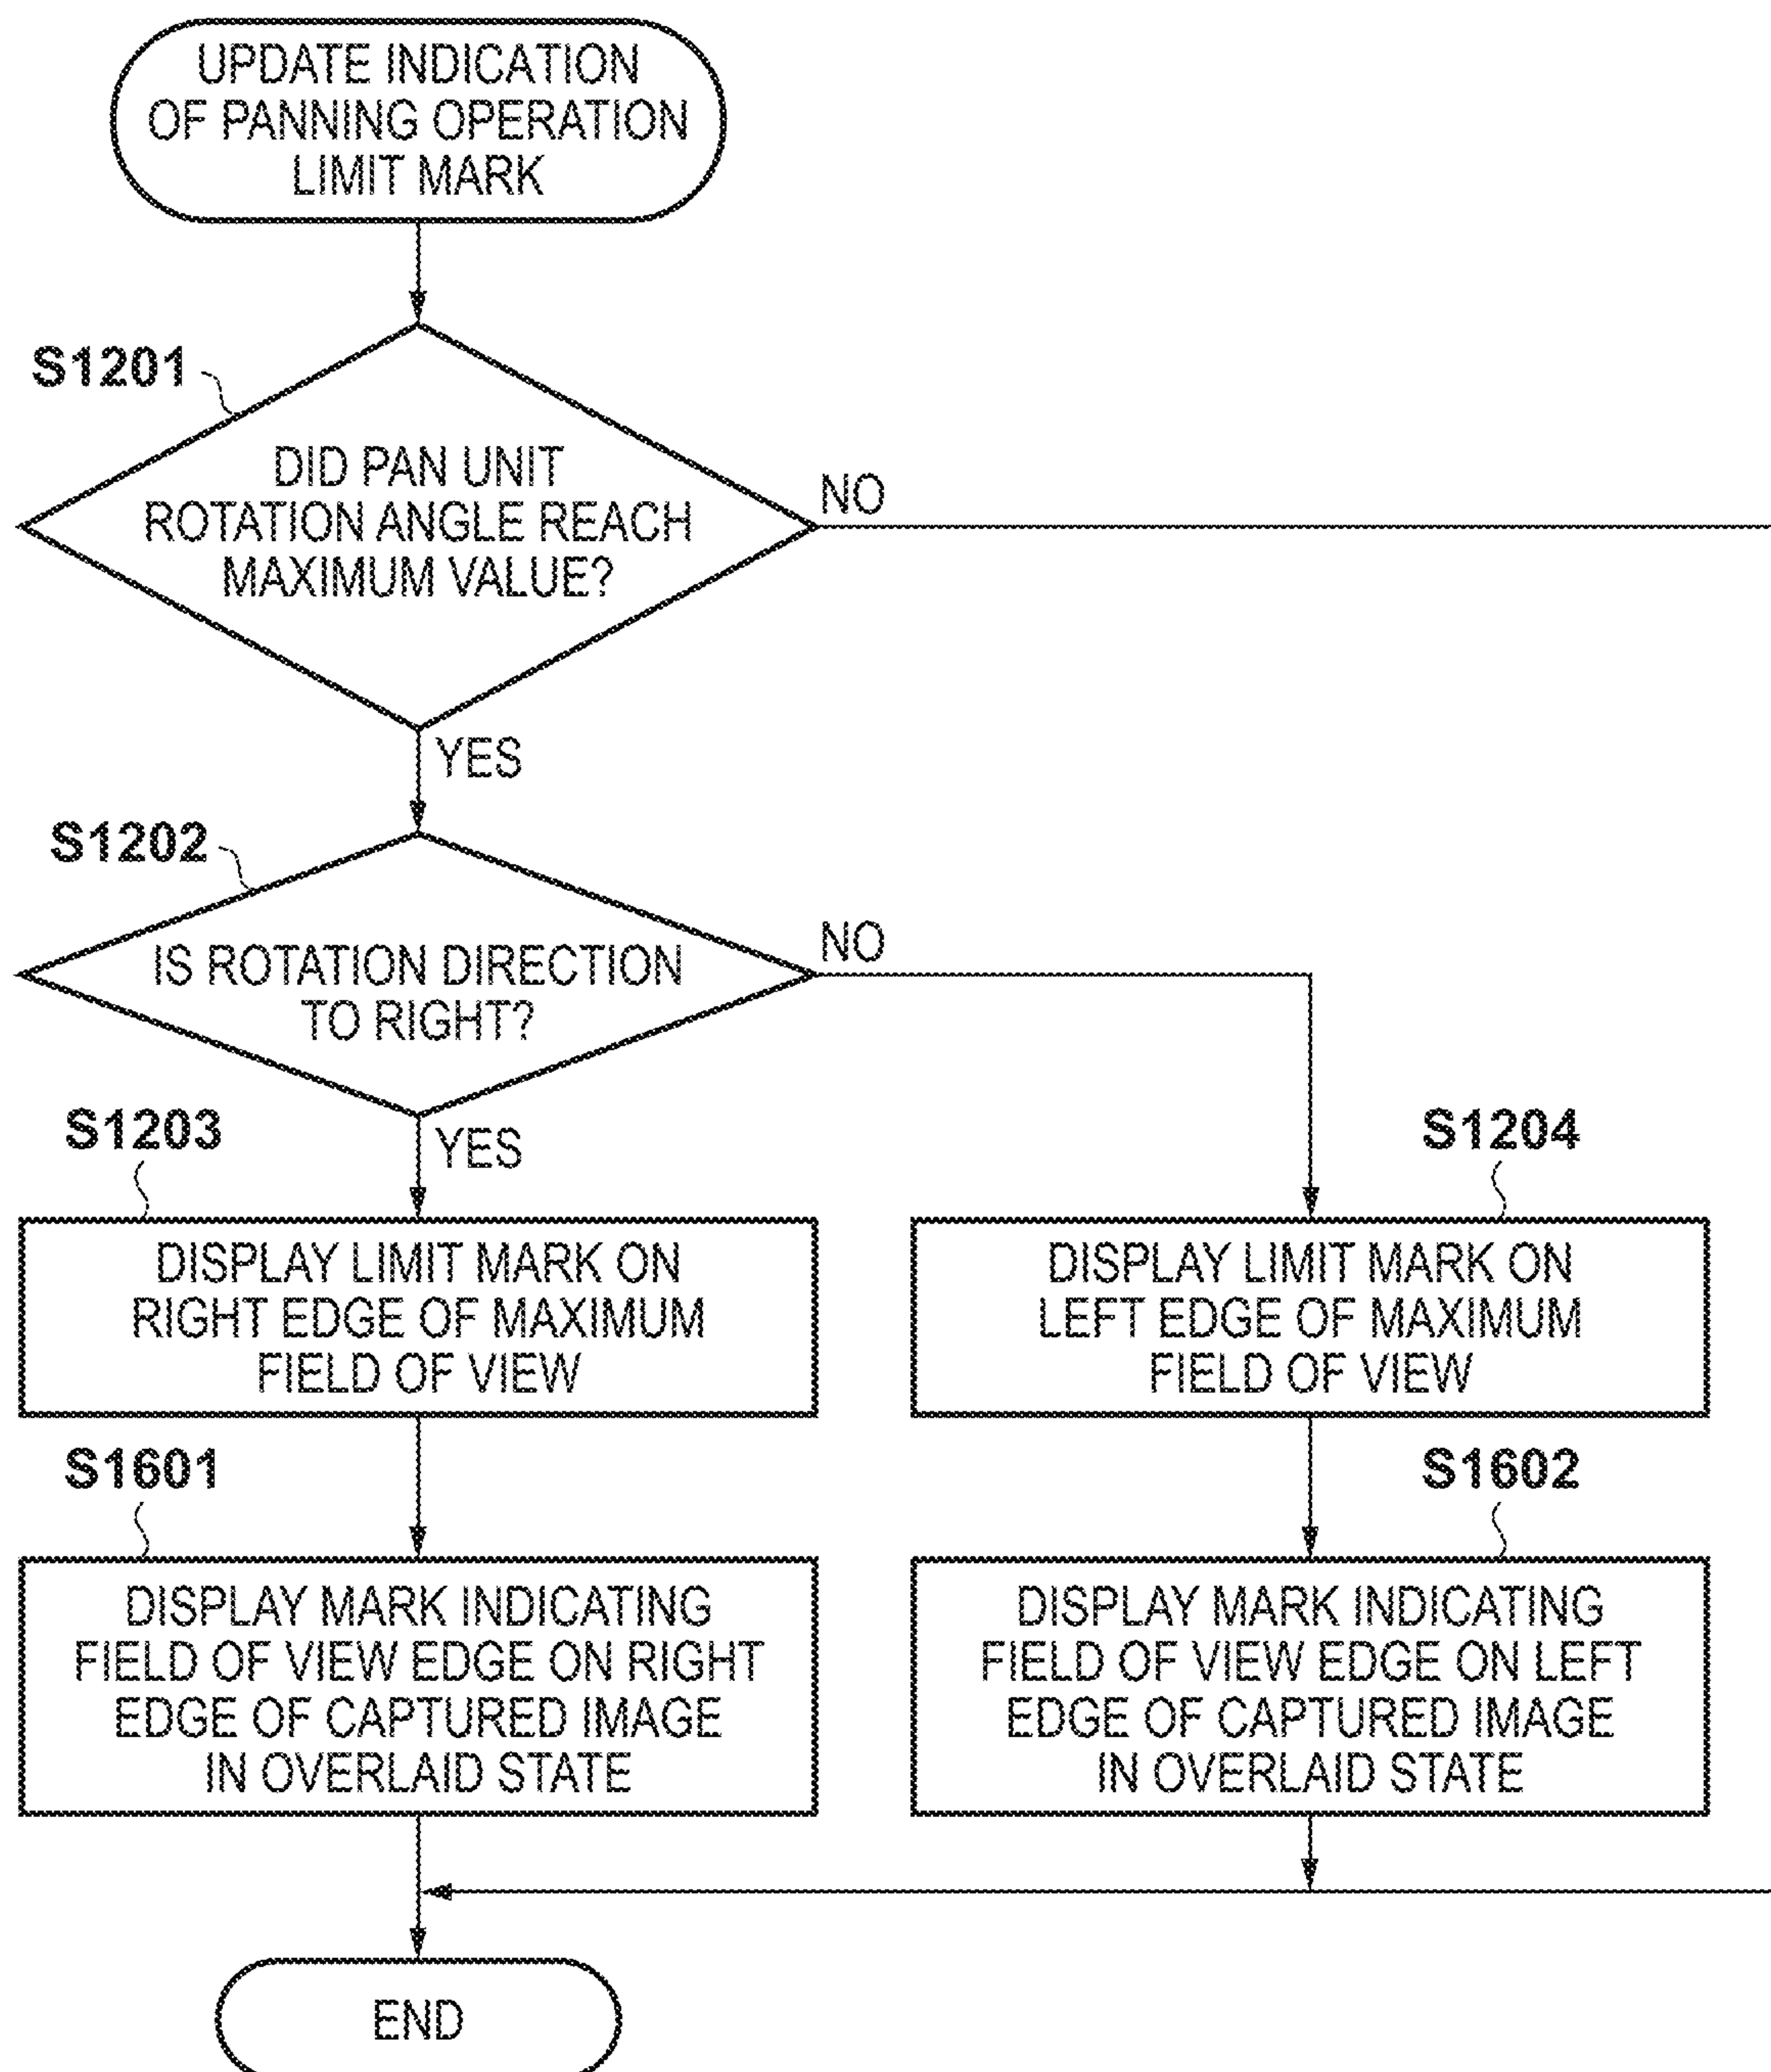 UPDATE INDICATION
OF PANNING OPERATION
LIMIT MARK
S1201
DID PAN UNIT
ROTATION ANGLE REACH
MAXIMUM VALUE?
NO
YES
S1202
IS ROTATION DIRECTION
TO RIGHT?
NO
YES
S1203
DISPLAY LIMIT MARK ON
RIGHT EDGE OF MAXIMUM
FIELD OF VIEW
S1204
DISPLAY LIMIT MARK ON
LEFT EDGE OF MAXIMUM
FIELD OF VIEW
S1601
DISPLAY MARK INDICATING
FIELD OF VIEW EDGE ON RIGHT
EDGE OF CAPTURED IMAGE
IN OVERLAID STATE
S1602
DISPLAY MARK INDICATING
FIELD OF VIEW EDGE ON LEFT
EDGE OF CAPTURED IMAGE
IN OVERLAID STATE
END